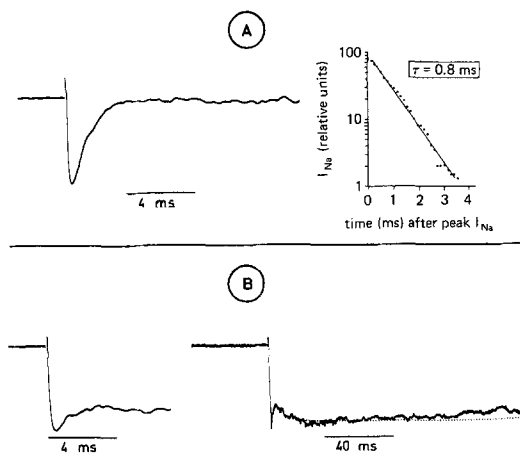 A
100
10
1
I Na (relative units)
τ = 0.8 ms
0 1 2 3 4
time (ms) after peak I Na
4 ms
B
4 ms
40 ms